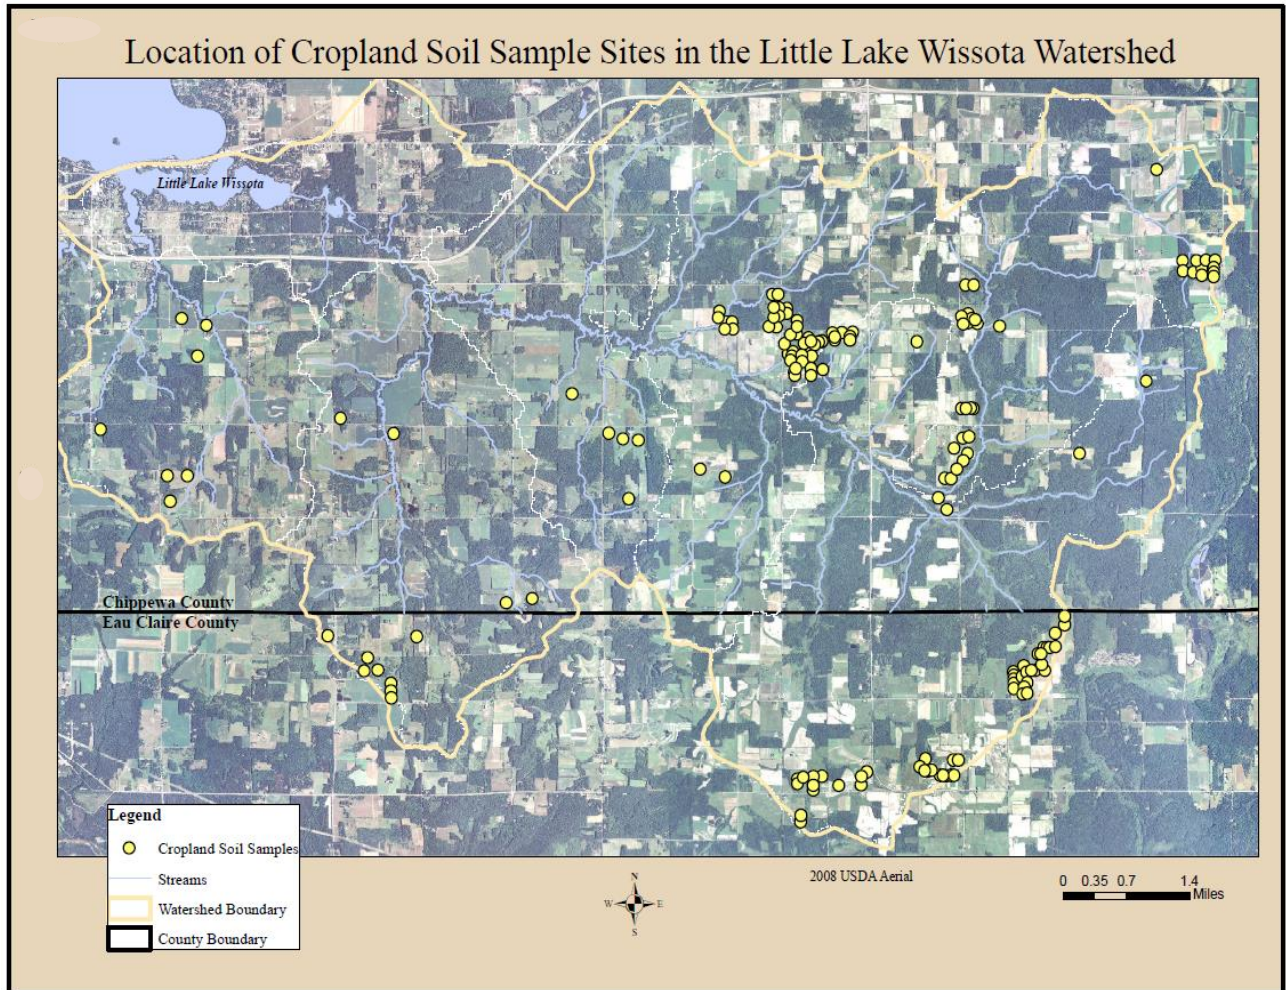 Location of Cropland Soil Sample Sites in the Little Lake Wissota Watershed
Little Lake Wissota
Chippewa County
Eau Claire County
Legend
Cropland Soil Samples
Streams
Watershed Boundary
County Boundary
N
W E
S
2008 USDA Aerial
0 0.35 0.7 1.4
Miles